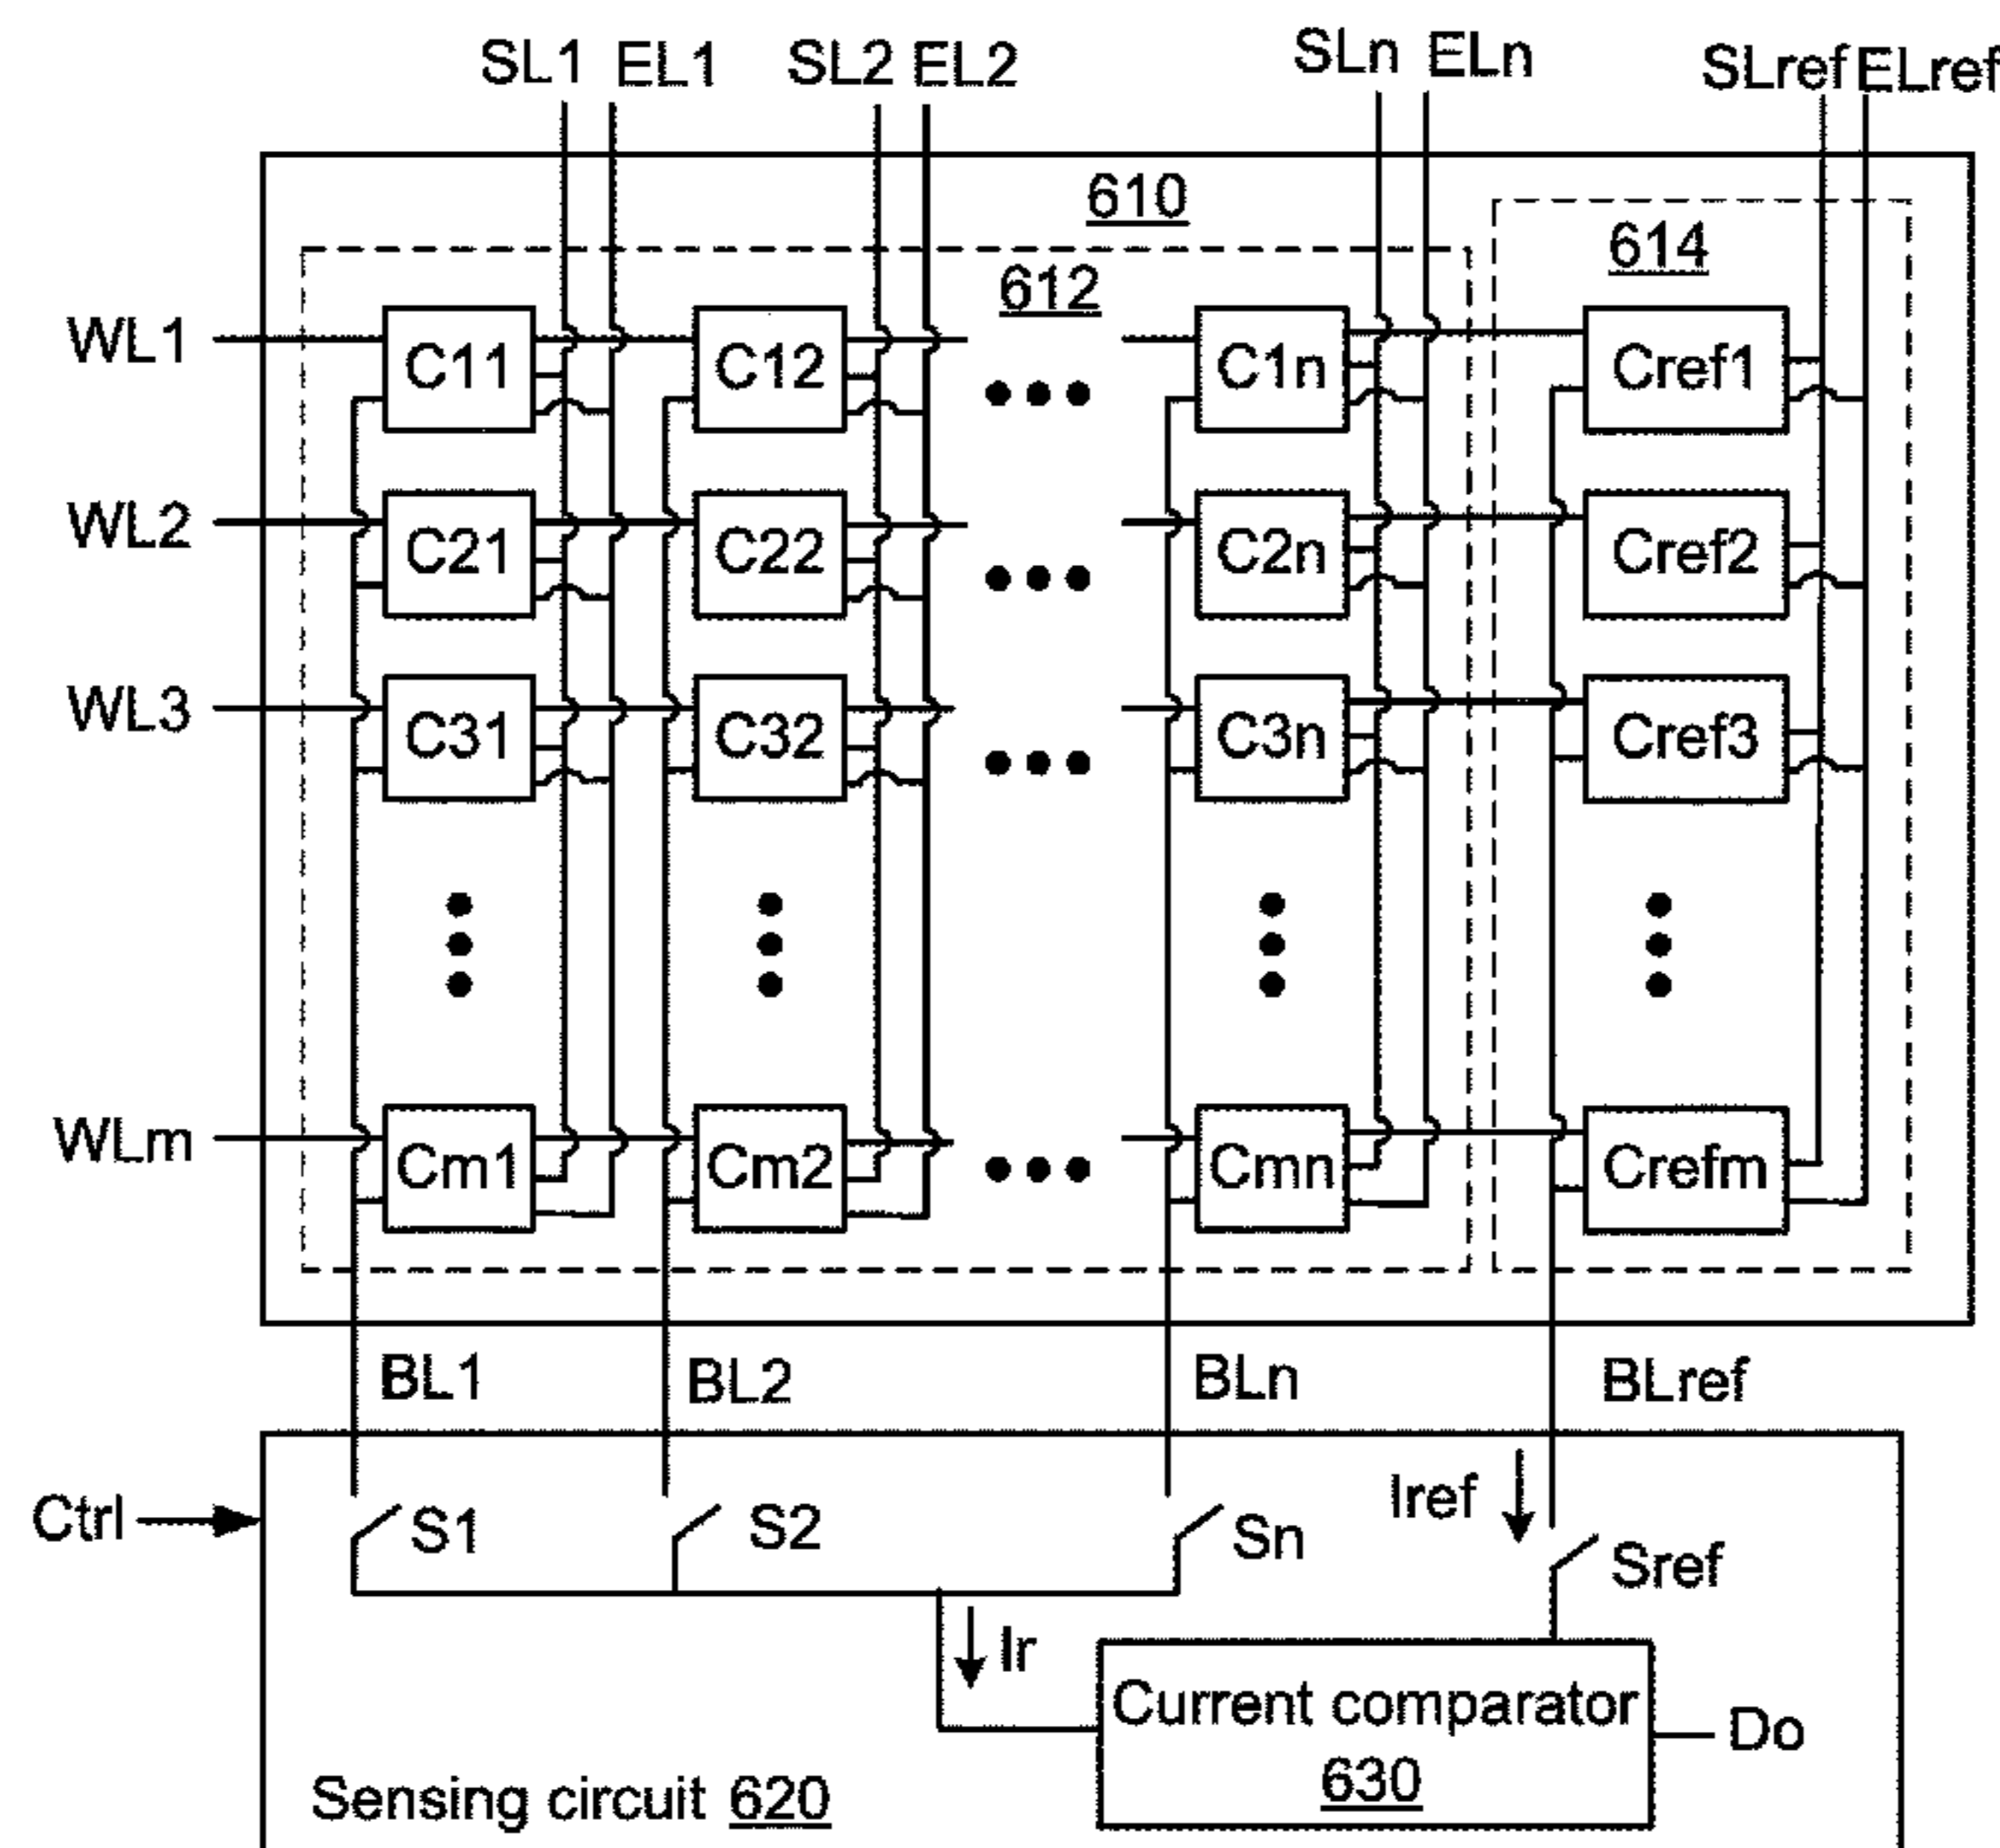 SL1 EL1 SL2 EL2 SLn ELn SLref ELref
610
614
612
WL1 C11 C12 C1n Cref1
WL2 C21 C22 C2n Cref2
WL3 C31 C32 C3n Cref3
WLm Cm1 Cm2 Cmn Crefm
BL1 BL2 BLn BLref
Ctrl S1 S2 Sn Iref Sref
Ir
Current comparator
630
Do
Sensing circuit 620